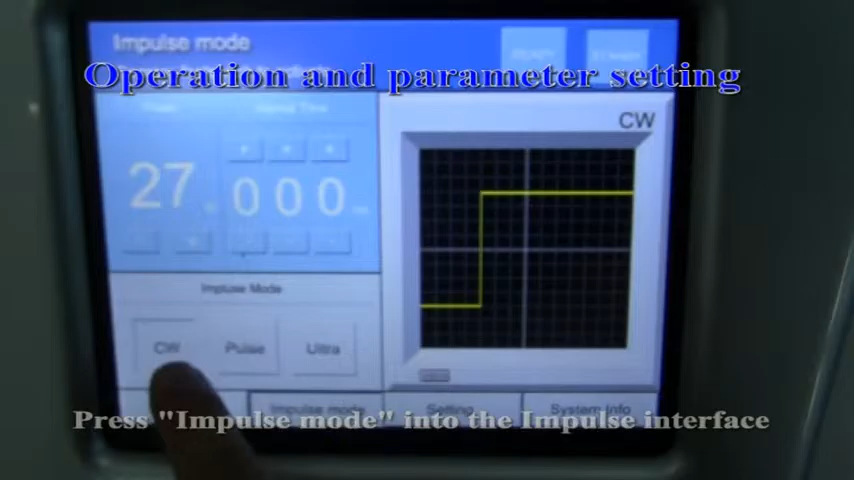 Impulse mode
Operation and parameter setting
CW
27
000
Impulse Mode
CW
Pulse
Ultra
Impulse mode
Setting
System Info
Press "Impulse mode" into the Impulse interface